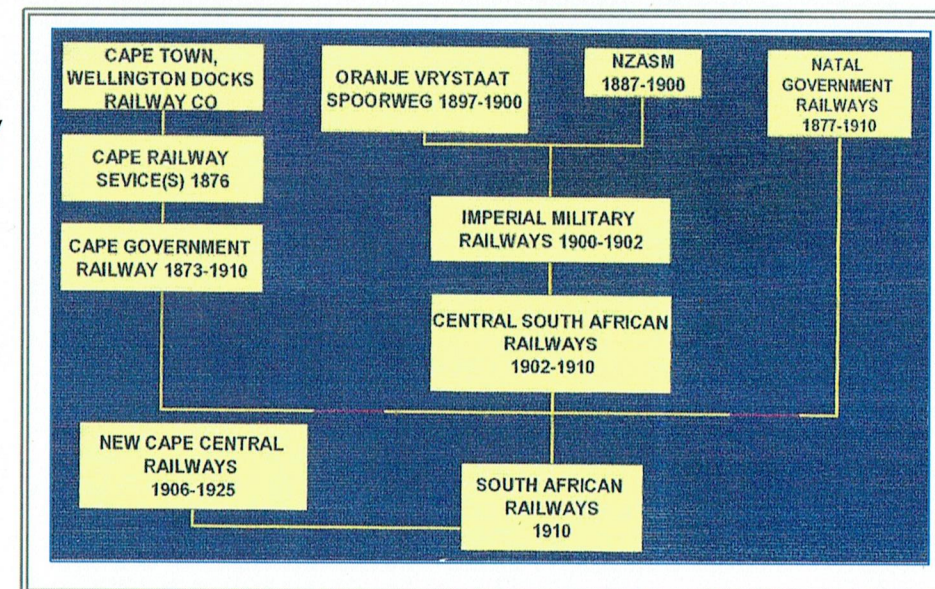 CAPE TOWN,
WELLINGTON DOCKS
RAILWAY CO
ORANJE VRYSTAAT
SPOORWEG 1897-1900
NZASM
1887-1900
NATAL
GOVERNMENT
RAILWAYS
1877-1910
CAPE RAILWAY
SEVICE(S) 1876
IMPERIAL MILITARY
RAILWAYS 1900-1902
CAPE GOVERNMENT
RAILWAY 1873-1910
CENTRAL SOUTH AFRICAN
RAILWAYS
1902-1910
NEW CAPE CENTRAL
RAILWAYS
1906-1925
SOUTH AFRICAN
RAILWAYS
1910